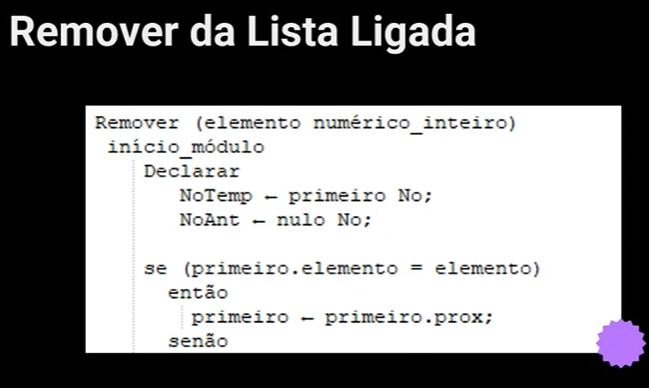 Remover da Lista Ligada
Remover (elemento numérico_inteiro)
início_módulo
Declarar
NoTemp ← primeiro No;
NoAnt ← nulo No;
se (primeiro.elemento = elemento)
então
primeiro ← primeiro.prox;
senão